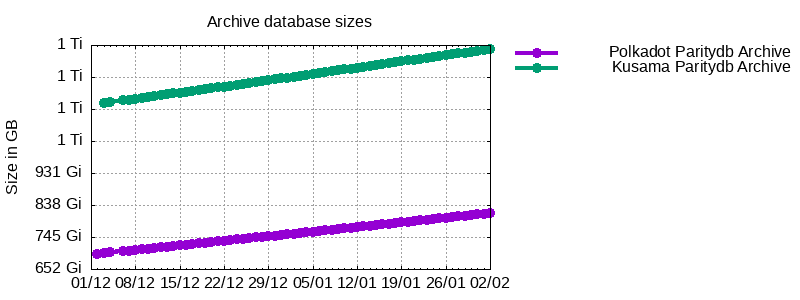 Archive database sizes
1 Ti
1 Ti
1 Ti
1 Ti
931 Gi
838 Gi
745 Gi
652 Gi
Size in GB
01/12 08/12 15/12 22/12 29/12 05/01 12/01 19/01 26/01 02/02
Polkadot Paritydb Archive
Kusama Paritydb Archive